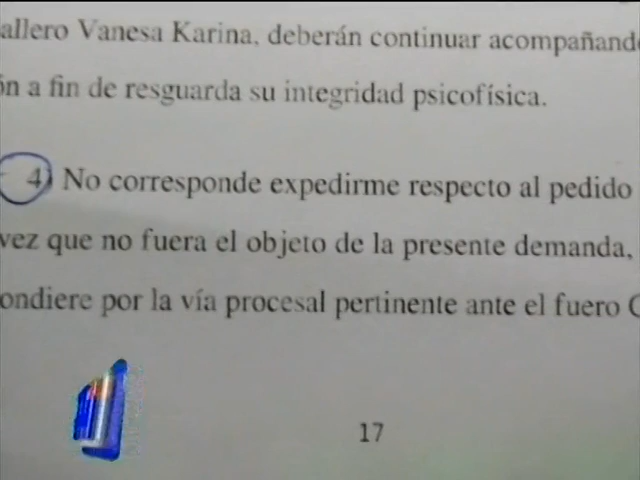 allero Vanesa Karina, deberán continuar acompañand
ón a fin de resguarda su integridad psicofísica.
4) No corresponde expedirme respecto al pedido
vez que no fuera el objeto de la presente demanda,
ondiere por la vía procesal pertinente ante el fuero C
17